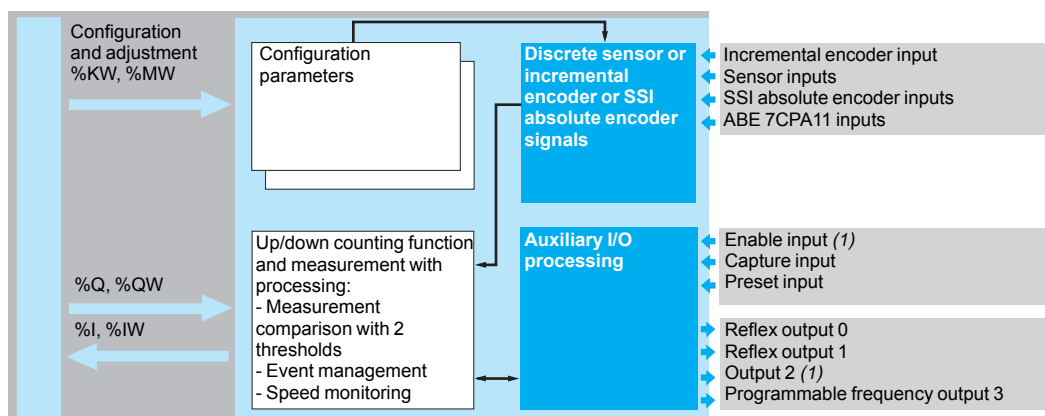 Configuration
and adjustment
%KW, %MW
Configuration
parameters
Discrete sensor or
incremental
encoder or SSI
absolute encoder
signals
Incremental encoder input
Sensor inputs
SSI absolute encoder inputs
ABE 7CPA11 inputs
%Q, %QW
%I, %IW
Up/down counting function
and measurement with
processing:
- Measurement
comparison with 2
thresholds
- Event management
- Speed monitoring
Auxiliary I/O
processing
Enable input (1)
Capture input
Preset input
Reflex output 0
Reflex output 1
Output 2 (1)
Programmable frequency output 3